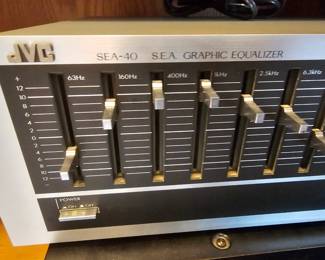 JVC
SEA-40 S.E.A. GRAPHIC EQUALIZER
63Hz 160Hz 400Hz 1kHz 2.5kHz 6.3kHz
+
12
10
8
6
4
2
0
2
4
6
8
10
12
POWER
ON OFF